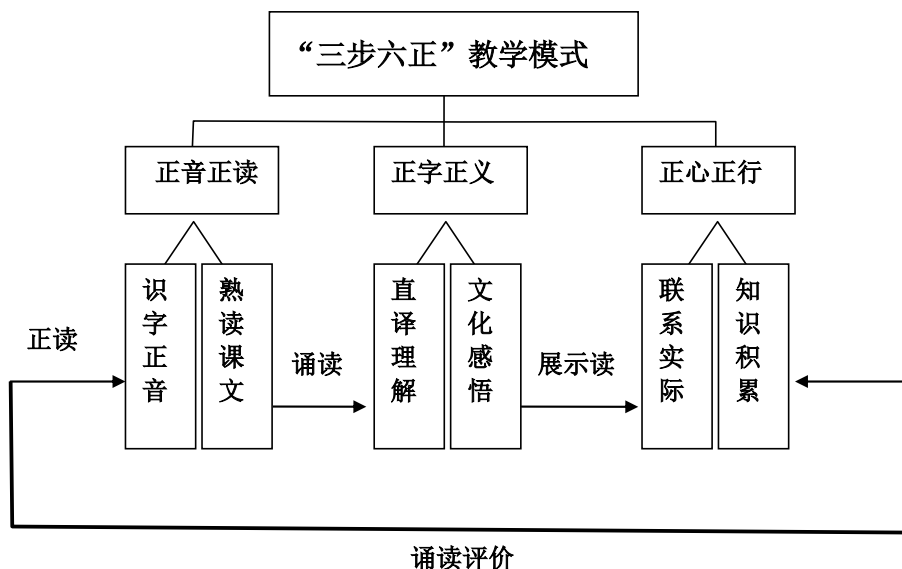 “三步六正”教学模式
正音正读
正字正义
正心正行
识字正音
熟读课文
直译理解
文化感悟
联系实际
知识积累
正读
诵读
展示读
诵读评价